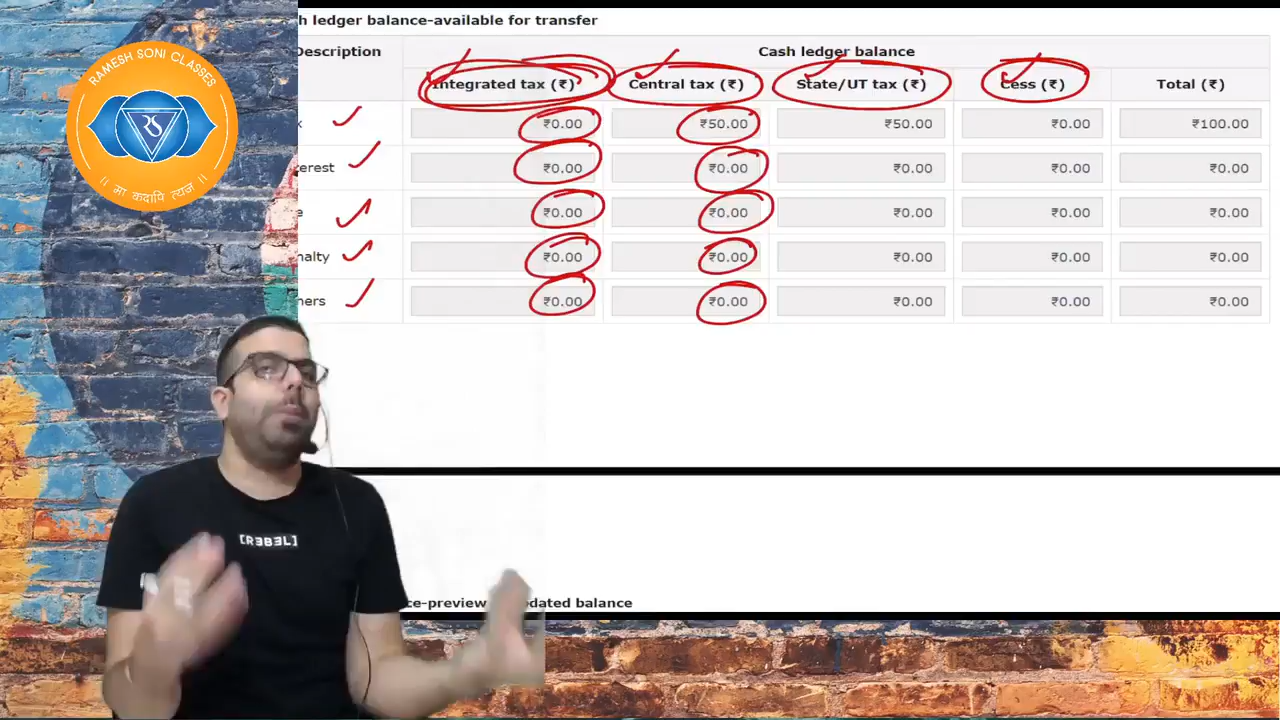 h ledger balance-available for transfer
Description Cash ledger balance
Integrated tax (₹) Central tax (₹) State/UT tax (₹) Cess (₹) Total (₹)
x ₹0.00 ₹50.00 ₹50.00 ₹0.00 ₹100.00
terest ₹0.00 ₹0.00 ₹0.00 ₹0.00 ₹0.00
e ₹0.00 ₹0.00 ₹0.00 ₹0.00 ₹0.00
nalty ₹0.00 ₹0.00 ₹0.00 ₹0.00 ₹0.00
hers ₹0.00 ₹0.00 ₹0.00 ₹0.00 ₹0.00
RAMESH SONI CLASSES
।। मा कदापि त्यज ।।
[REBEL]
ce-preview dated balance